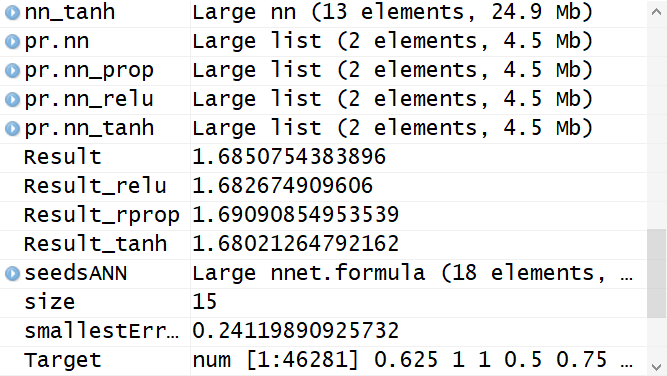 nn_tanh Large nn (13 elements, 24.9 Mb)
pr.nn Large list (2 elements, 4.5 Mb)
pr.nn_prop Large list (2 elements, 4.5 Mb)
pr.nn_relu Large list (2 elements, 4.5 Mb)
pr.nn_tanh Large list (2 elements, 4.5 Mb)
Result 1.6850754383896
Result_relu 1.682674909606
Result_rprop 1.69090854953539
Result_tanh 1.68021264792162
seedsANN Large nnet.formula (18 elements, …
size 15
smallestErr… 0.24119890925732
Target num [1:46281] 0.625 1 1 0.5 0.75 …